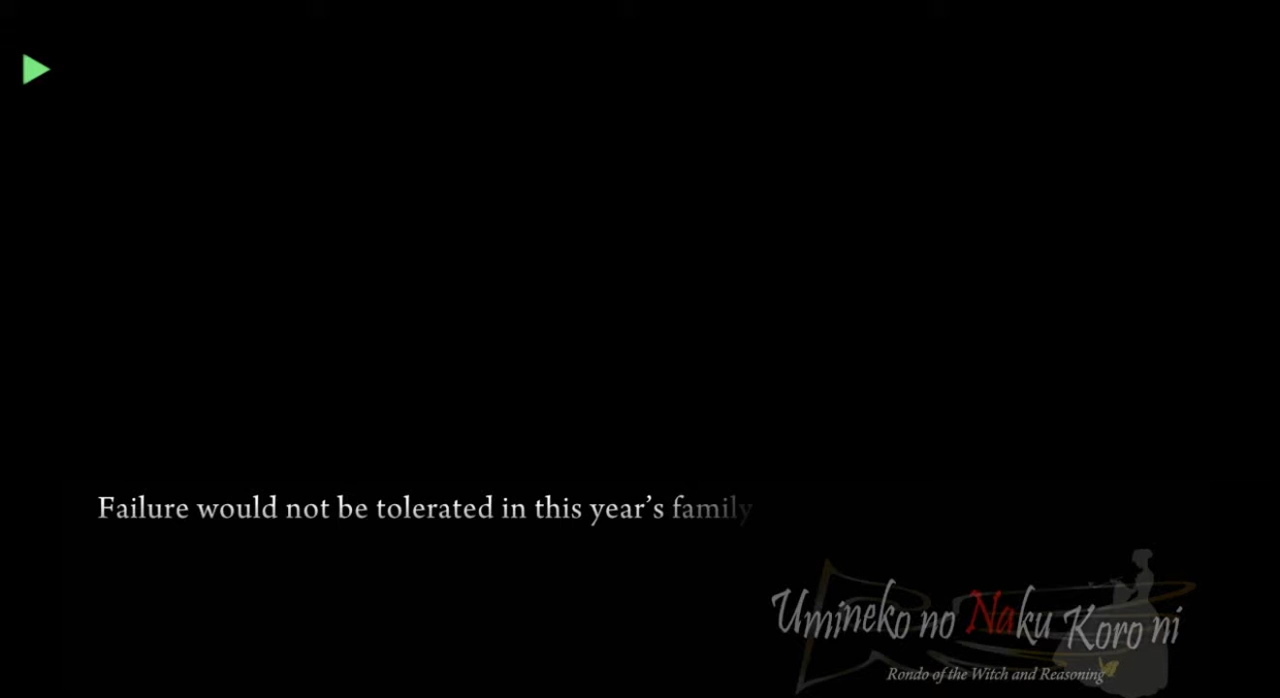 Failure would not be tolerated in this year’s family
Umineko no Naku Koro ni
Rondo of the Witch and Reasoning